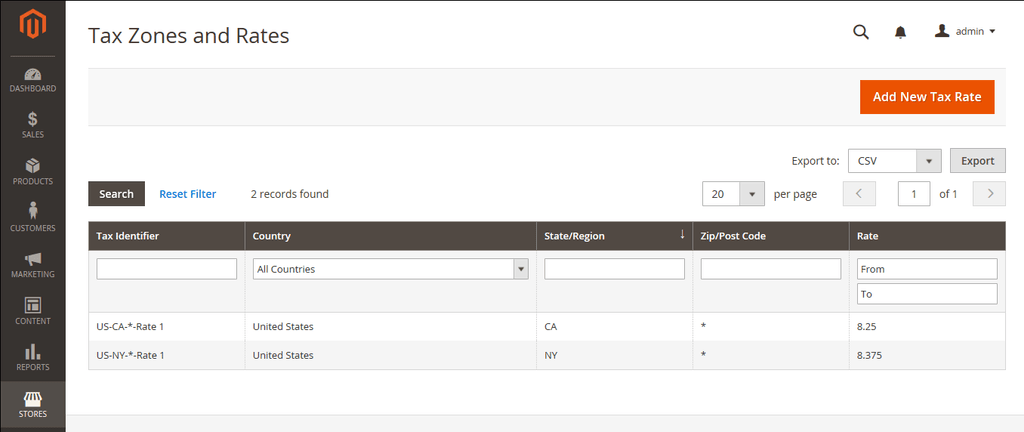 Tax Zones and Rates
admin
DASHBOARD
SALES
PRODUCTS
CUSTOMERS
MARKETING
CONTENT
REPORTS
STORES
Add New Tax Rate
Export to: CSV Export
Search Reset Filter 2 records found 20 per page 1 of 1
Tax Identifier Country State/Region ↓ Zip/Post Code Rate
All Countries From
To
US-CA-*-Rate 1 United States CA * 8.25
US-NY-*-Rate 1 United States NY * 8.375